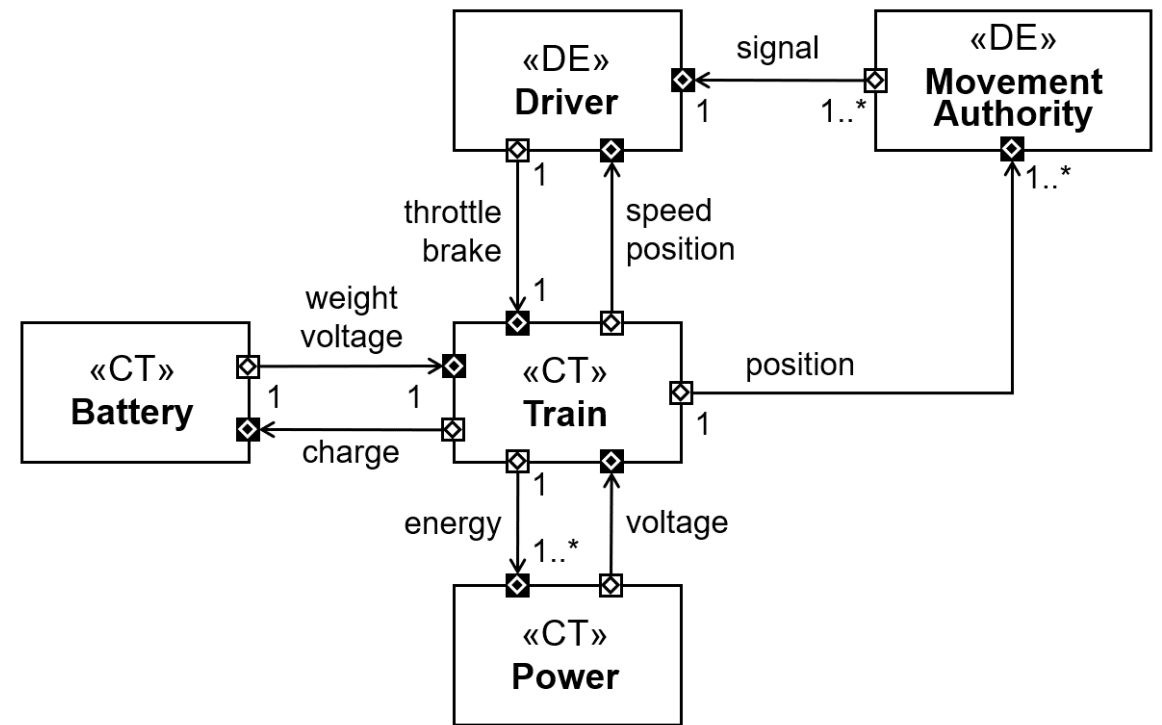 «DE»
Driver
signal
1
1..*
«DE»
Movement
Authority
1..*
1
throttle
brake
speed
position
1
weight
voltage
«CT»
Battery
1
1
charge
«CT»
Train
position
1
1
energy
voltage
1..*
«CT»
Power